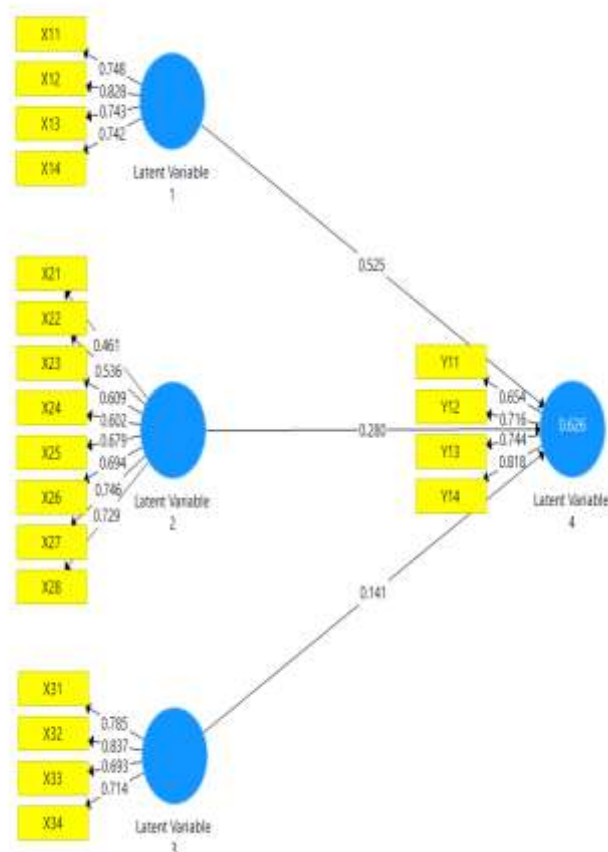 X11
0.748
X12
0.828
X13
0.743
0.742
X14
Latent Variable
1
0.525
X21
X22
0.461
0.536
X23
0.609
X24
0.602
X25
0.679
0.694
X26
0.746
0.729
X27
X28
Latent Variable
2
0.280
Y11
0.654
Y12
0.716
Y13
0.744
0.818
Y14
0.626
Latent Variable
4
0.141
X31
0.785
X32
0.837
X33
0.693
0.714
X34
Latent Variable
3